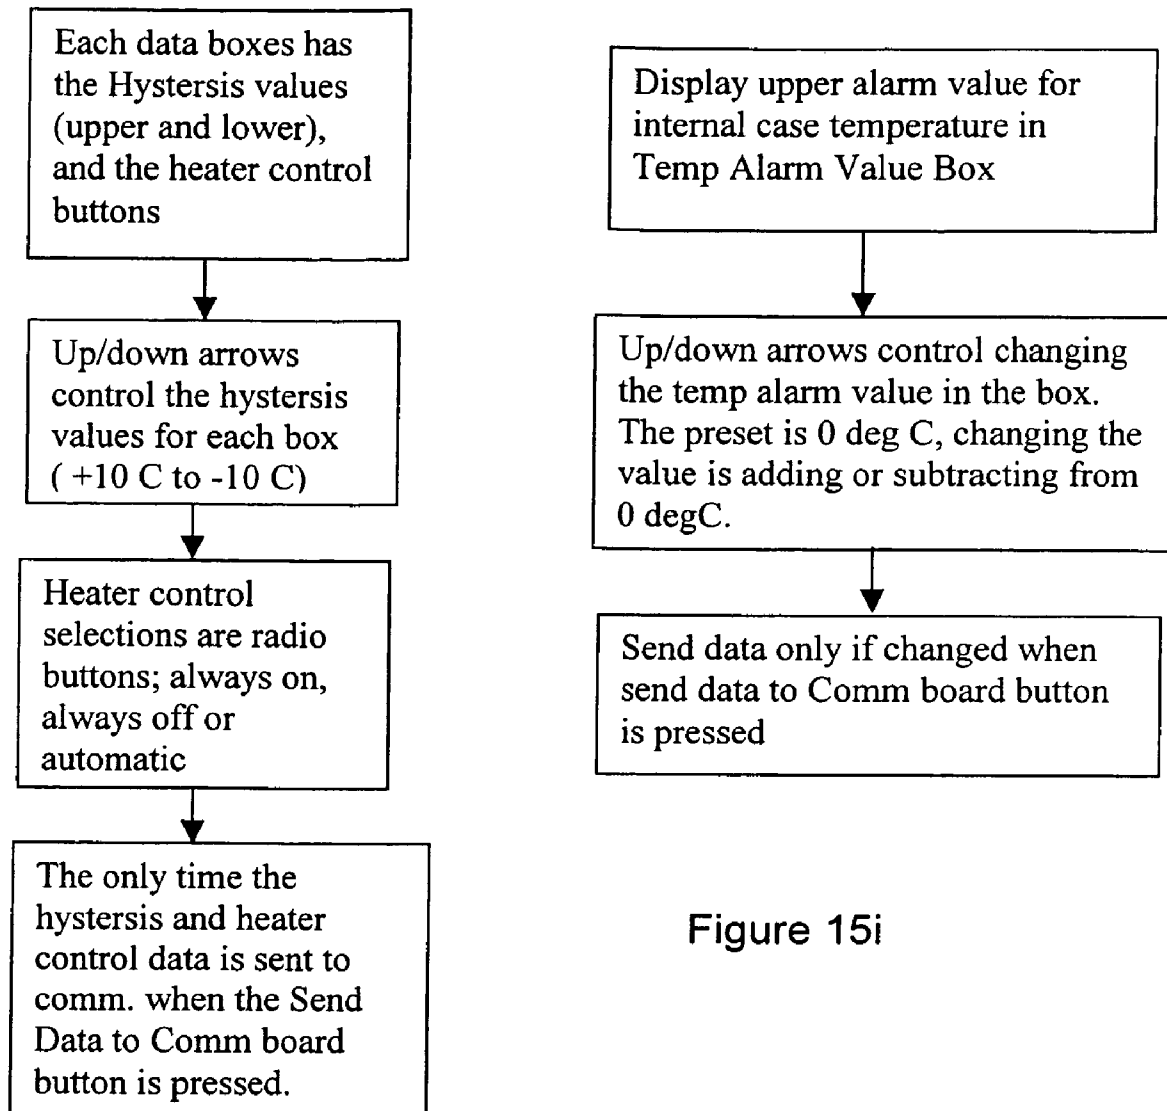 Each data boxes has
the Hystersis values
(upper and lower),
and the heater control
buttons
Up/down arrows
control the hystersis
values for each box
( +10 C to -10 C)
Heater control
selections are radio
buttons; always on,
always off or
automatic
The only time the
hystersis and heater
control data is sent to
comm. when the Send
Data to Comm board
button is pressed.
Display upper alarm value for
internal case temperature in
Temp Alarm Value Box
Up/down arrows control changing
the temp alarm value in the box.
The preset is 0 deg C, changing the
value is adding or subtracting from
0 degC.
Send data only if changed when
send data to Comm board button
is pressed
Figure 15i